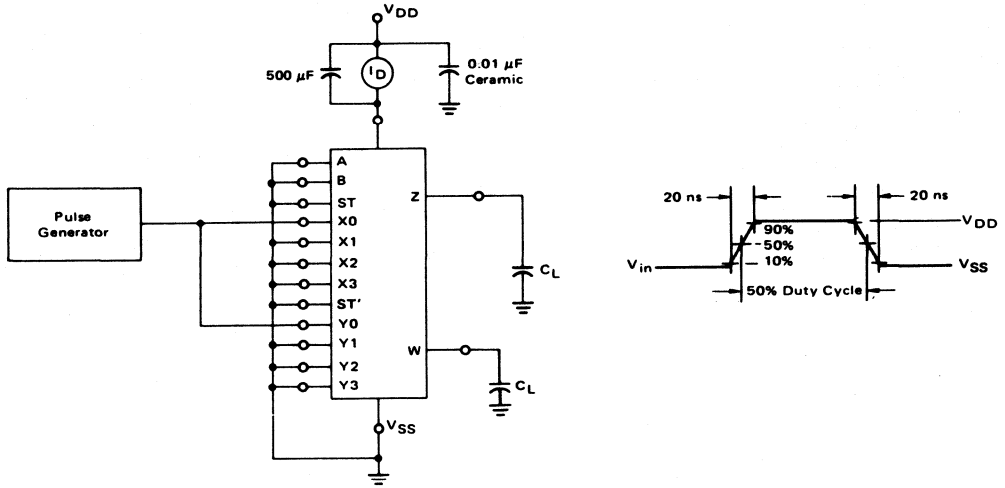 VDD
500 µF
ID
0.01 µF
Ceramic
Pulse
Generator
A
B
ST
X0
X1
X2
X3
ST'
Y0
Y1
Y2
Y3
Z
W
CL
CL
VSS
20 ns
20 ns
90%
50%
10%
Vin
VDD
VSS
50% Duty Cycle